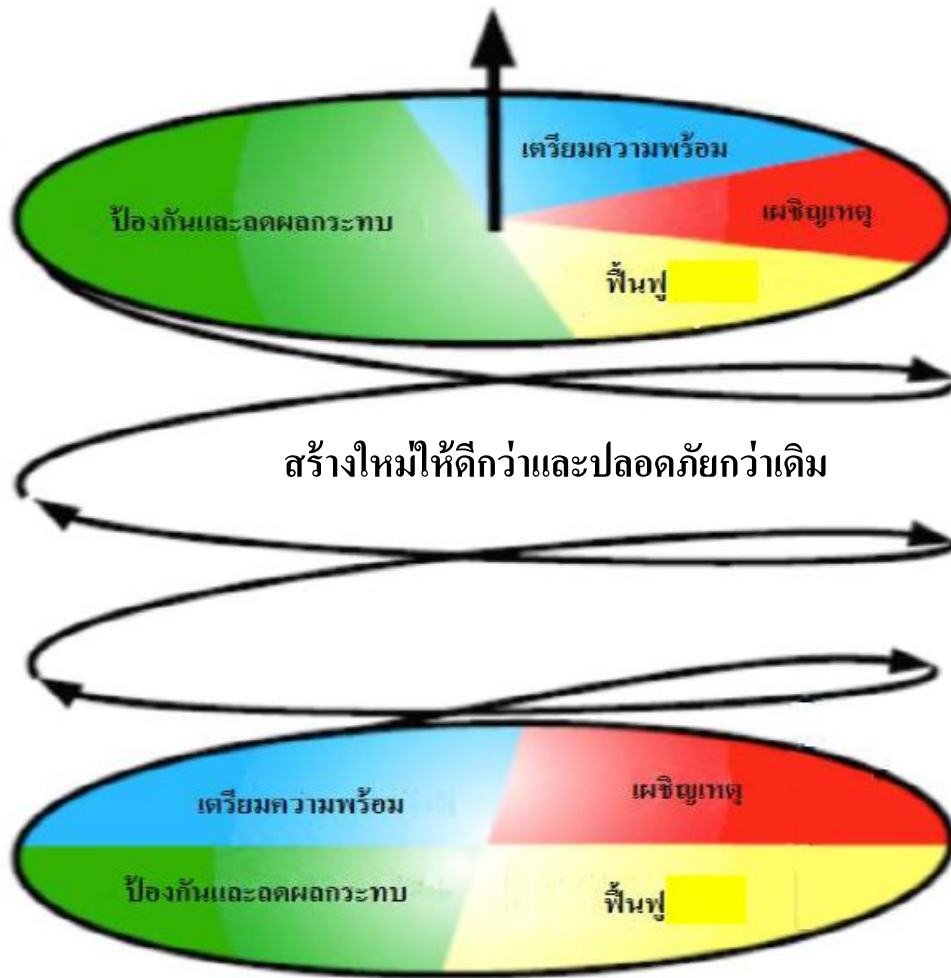 เตรียมความพร้อม
เผชิญเหตุ
ป้องกันและลดผลกระทบ
ฟื้นฟู
สร้างใหม่ให้ดีกว่าและปลอดภัยกว่าเดิม
เผชิญเหตุ
เตรียมความพร้อม
ป้องกันและลดผลกระทบ
ฟื้นฟู